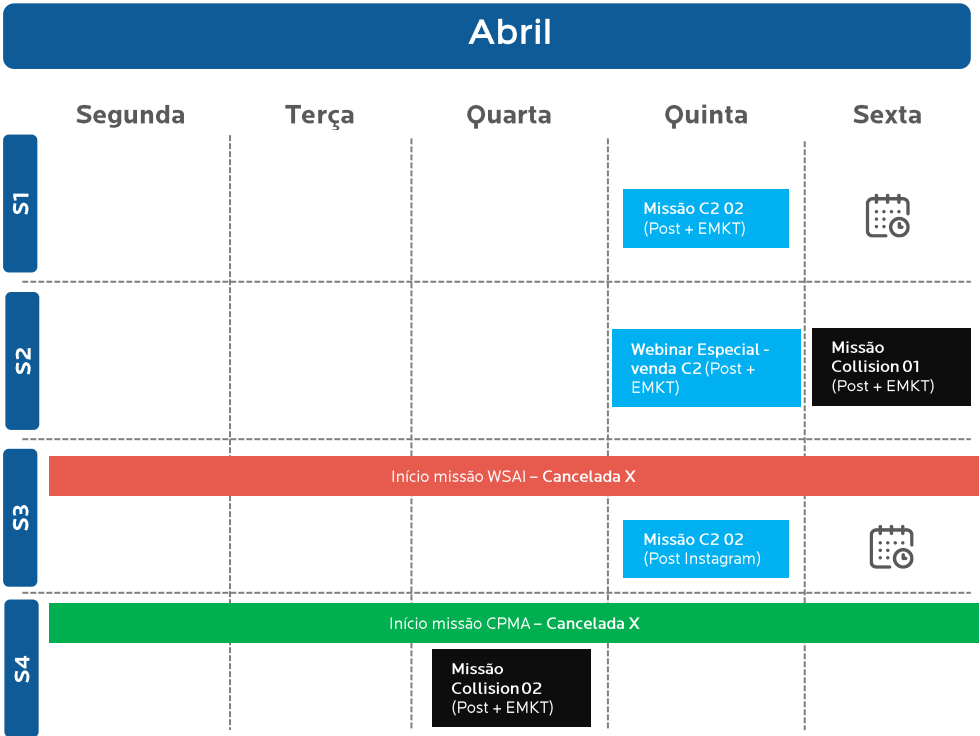 Abril
Segunda Terça Quarta Quinta Sexta
S1
Missão C2 02
(Post + EMKT)
S2
Webinar Especial -
venda C2 (Post +
EMKT)
Missão
Collision 01
(Post + EMKT)
S3
Início missão WSAI – Cancelada X
Missão C2 02
(Post Instagram)
S4
Início missão CPMA – Cancelada X
Missão
Collision 02
(Post + EMKT)